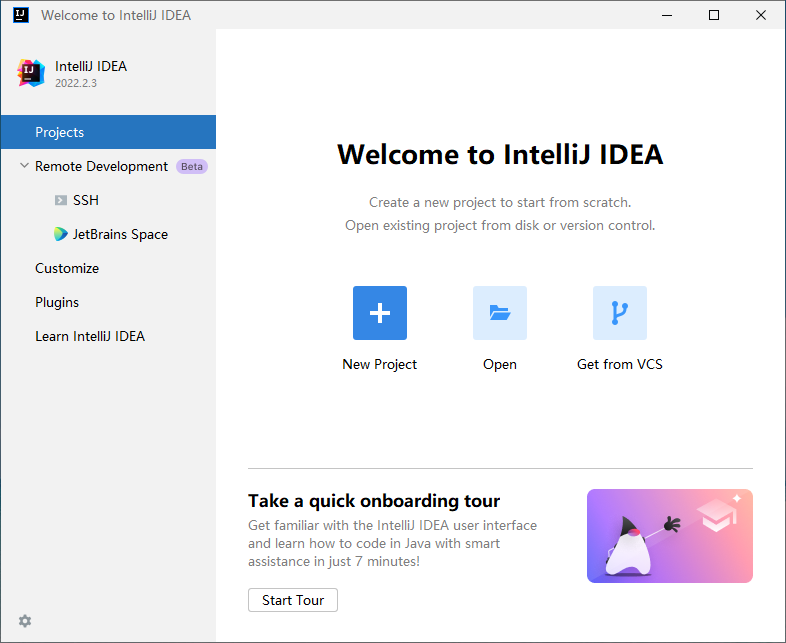 Welcome to IntelliJ IDEA
IntelliJ IDEA
2022.2.3
Projects
Remote Development Beta
SSH
JetBrains Space
Customize
Plugins
Learn IntelliJ IDEA
Welcome to IntelliJ IDEA
Create a new project to start from scratch.
Open existing project from disk or version control.
New Project Open Get from VCS
Take a quick onboarding tour
Get familiar with the IntelliJ IDEA user interface
and learn how to code in Java with smart
assistance in just 7 minutes!
Start Tour